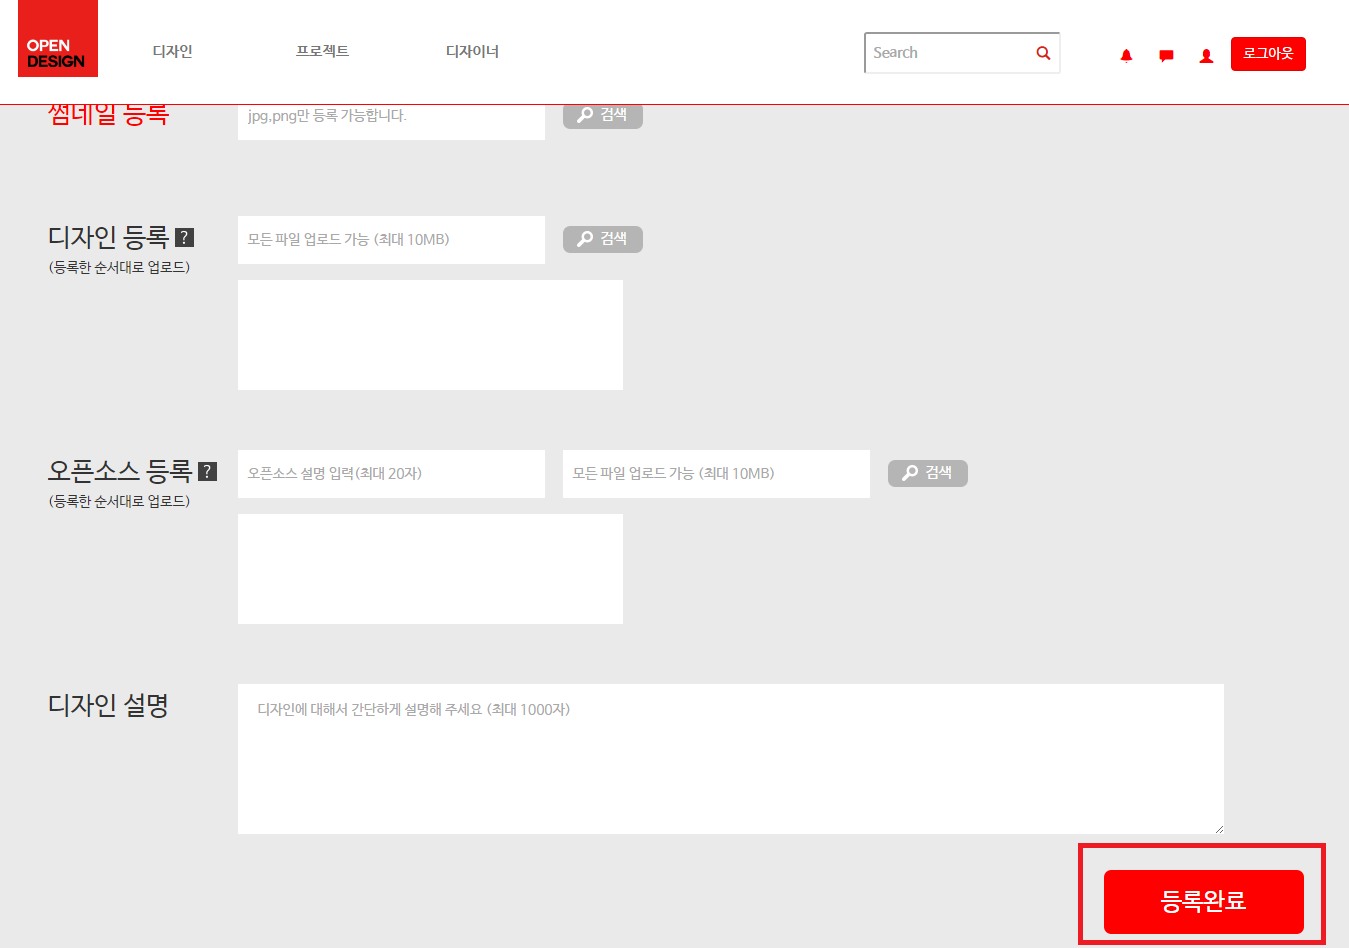 OPEN
DESIGN
디자인 프로젝트 디자이너 Search 로그아웃
썸네일 등록 jpg,png만 등록 가능합니다. 검색
디자인 등록 ? 모든 파일 업로드 가능 (최대 10MB) 검색
(등록한 순서대로 업로드)
오픈소스 등록 ? 오픈소스 설명 입력(최대 20자) 모든 파일 업로드 가능 (최대 10MB) 검색
(등록한 순서대로 업로드)
디자인 설명 디자인에 대해서 간단하게 설명해 주세요 (최대 1000자)
등록완료